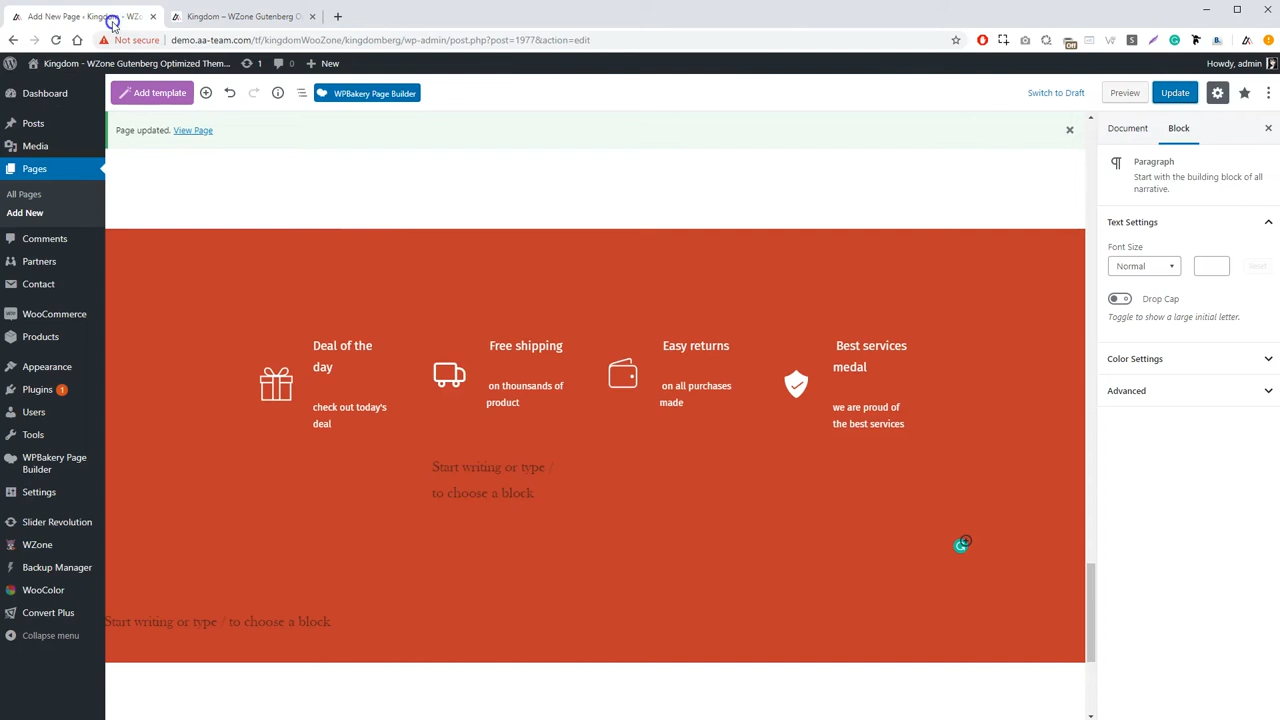 Add New Page ‹ Kingdom - WZo
Kingdom – WZone Gutenberg O
Not secure
demo.aa-team.com/tf/kingdomWooZone/kingdomberg/wp-admin/post.php?post=1977&action=edit
Off
Kingdom - WZone Gutenberg Optimized Them...
1
0
New
Howdy, admin
Dashboard
Posts
Media
Pages
All Pages
Add New
Comments
Partners
Contact
WooCommerce
Products
Appearance
Plugins 1
Users
Tools
WPBakery Page
Builder
Settings
Slider Revolution
WZone
Backup Manager
WooColor
Convert Plus
Collapse menu
Add template
WPBakery Page Builder
Switch to Draft
Preview
Update
Page updated. View Page
Deal of the
day
check out today's
deal
Free shipping
on thounsands of
product
Easy returns
on all purchases
made
Best services
medal
we are proud of
the best services
Start writing or type /
to choose a block
Start writing or type / to choose a block
Document
Block
Paragraph
Start with the building block of all
narrative.
Text Settings
Font Size
Normal
Reset
Drop Cap
Toggle to show a large initial letter.
Color Settings
Advanced